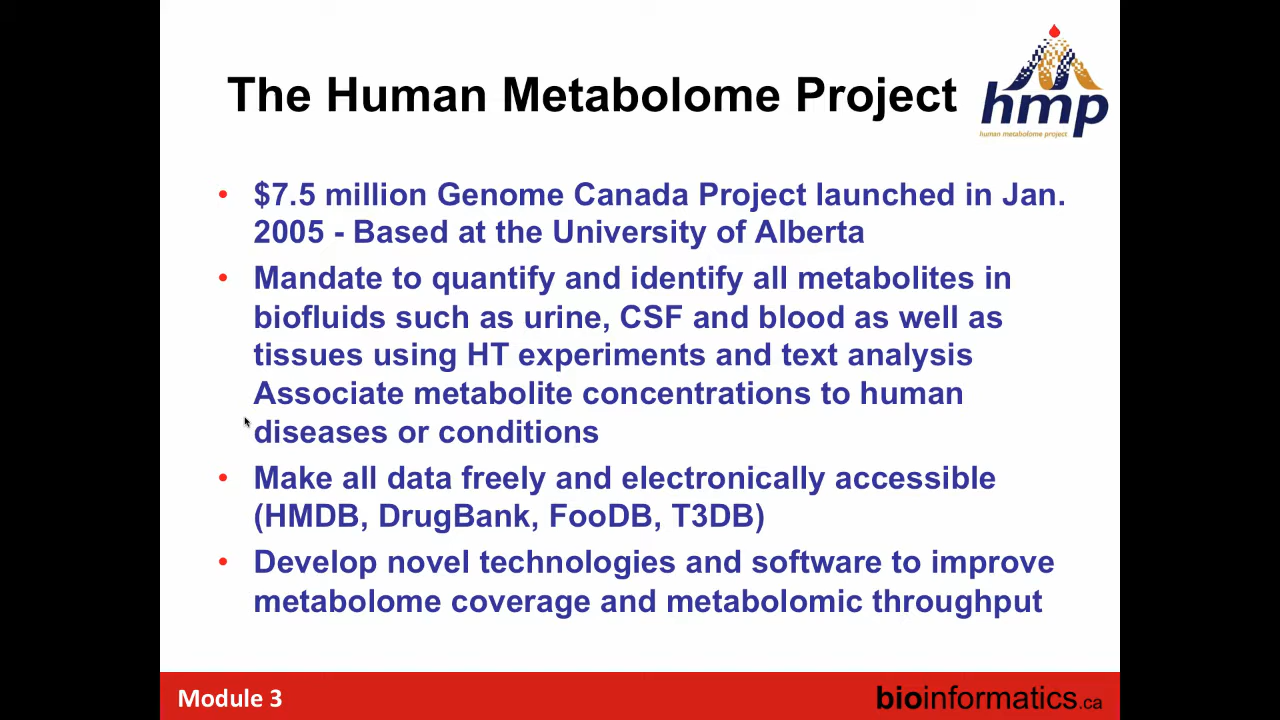 The Human Metabolome Project
hmp
human metabolome project
• $7.5 million Genome Canada Project launched in Jan.
2005 - Based at the University of Alberta
• Mandate to quantify and identify all metabolites in
biofluids such as urine, CSF and blood as well as
tissues using HT experiments and text analysis
Associate metabolite concentrations to human
diseases or conditions
• Make all data freely and electronically accessible
(HMDB, DrugBank, FooDB, T3DB)
• Develop novel technologies and software to improve
metabolome coverage and metabolomic throughput
Module 3
bioinformatics.ca